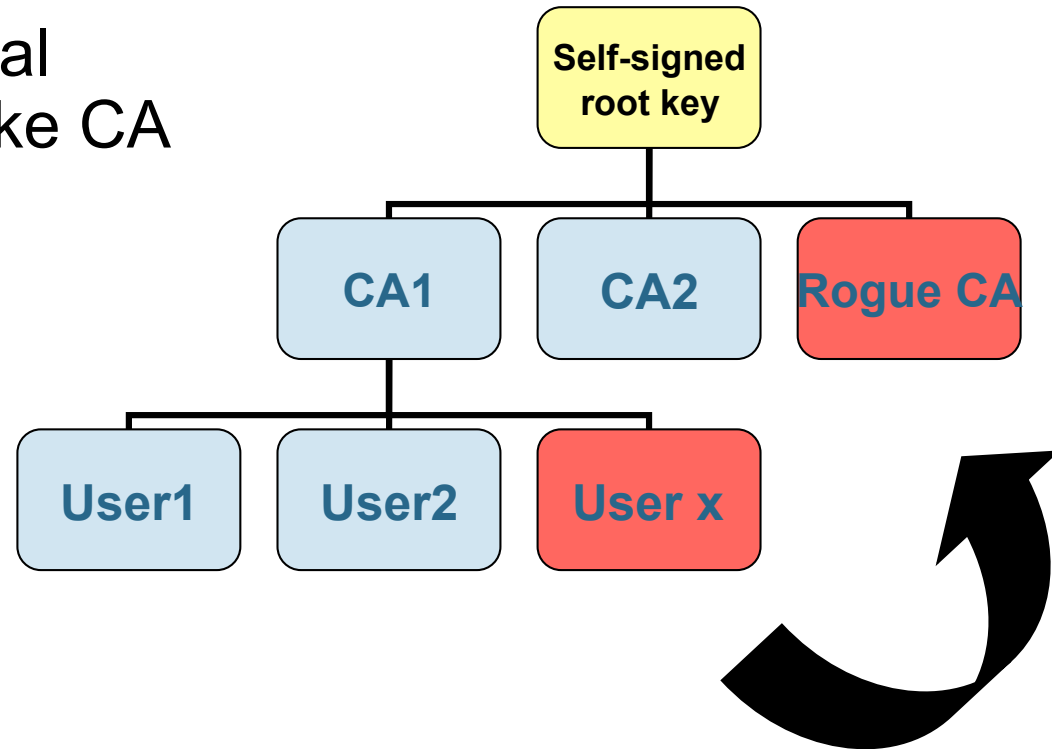 al
ke CA
Self-signed
root key
CA1
CA2
Rogue CA
User1
User2
User x